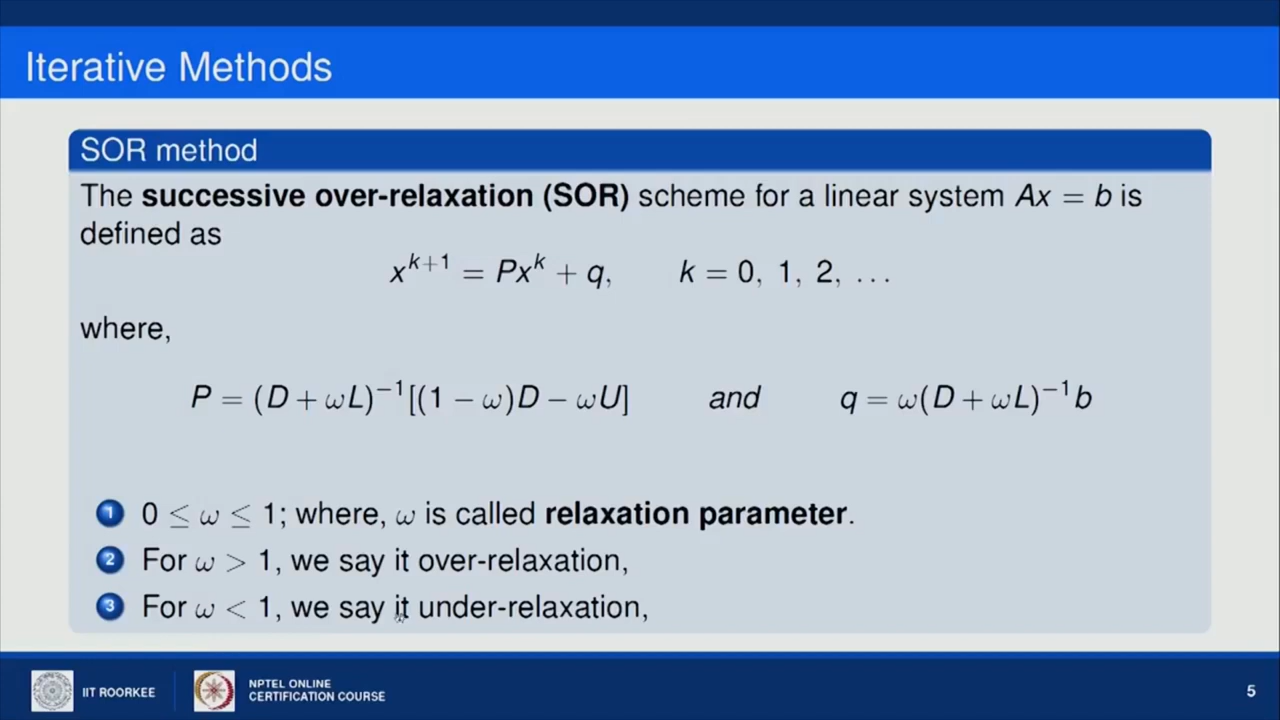 Iterative Methods
SOR method
The successive over-relaxation (SOR) scheme for a linear system Ax = b is
defined as
x^{k+1} = Px^k + q, k = 0, 1, 2, ...
where,
P = (D + ωL)^{−1}[(1 − ω)D − ωU] and q = ω(D + ωL)^{−1}b
1 0 ≤ ω ≤ 1; where, ω is called relaxation parameter.
2 For ω > 1, we say it over-relaxation,
3 For ω < 1, we say it under-relaxation,
IIT ROORKEE
NPTEL ONLINE
CERTIFICATION COURSE
5